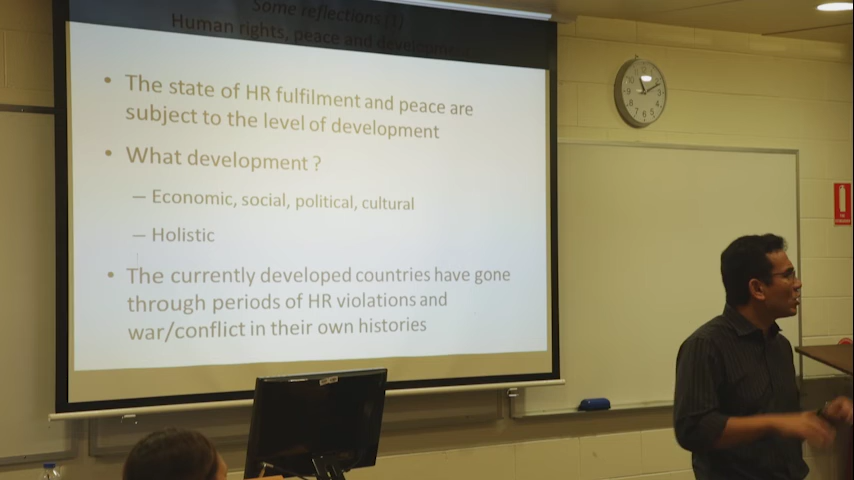 Some reflections (1)
Human rights, peace and development
• The state of HR fulfilment and peace are
subject to the level of development
• What development ?
– Economic, social, political, cultural
– Holistic
• The currently developed countries have gone
through periods of HR violations and
war/conflict in their own histories